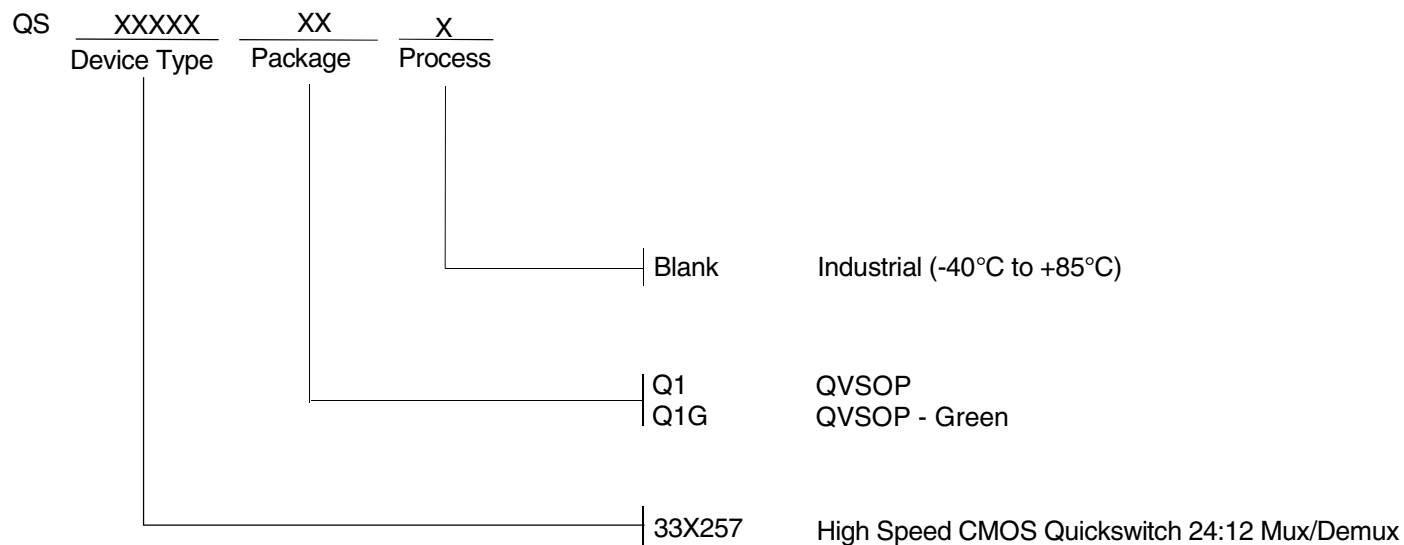 QS XXXXX XX X
Device Type Package Process
Blank Industrial (-40°C to +85°C)
Q1 QVSOP
Q1G QVSOP - Green
33X257 High Speed CMOS Quickswitch 24:12 Mux/Demux